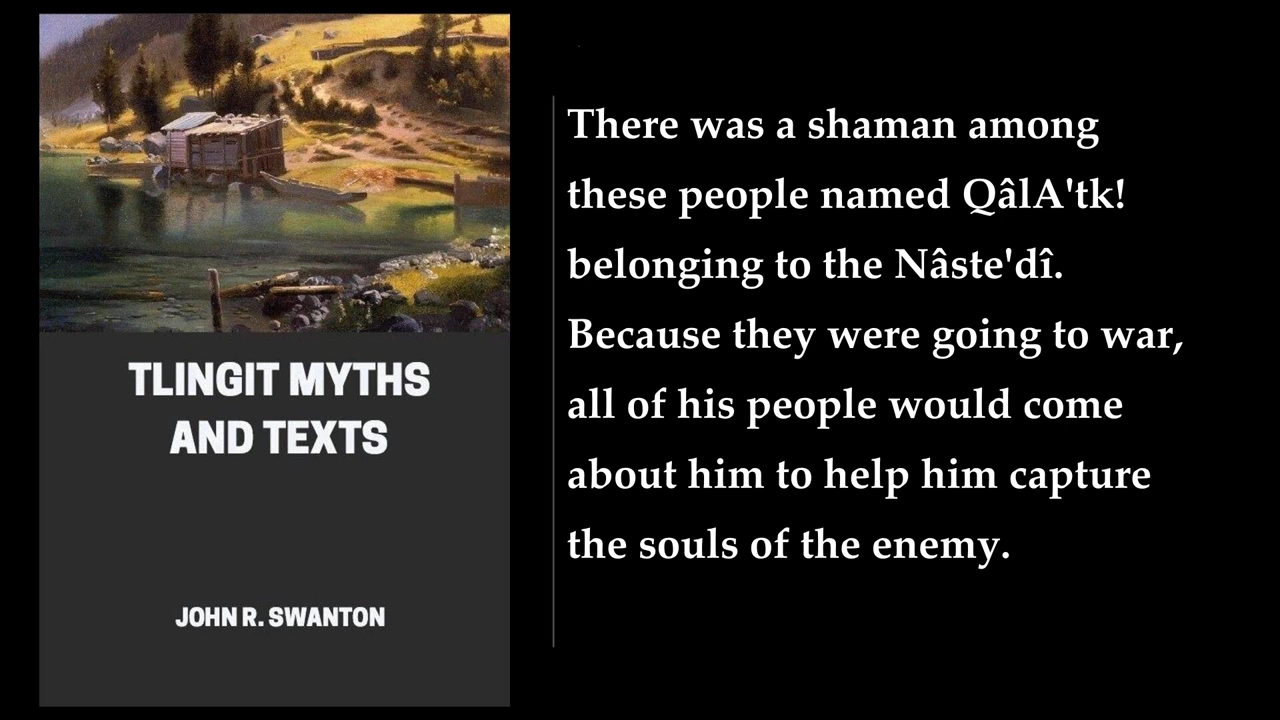 TLINGIT MYTHS
AND TEXTS
JOHN R. SWANTON
There was a shaman among
these people named QâlA'tk!
belonging to the Nâste'dî.
Because they were going to war,
all of his people would come
about him to help him capture
the souls of the enemy.